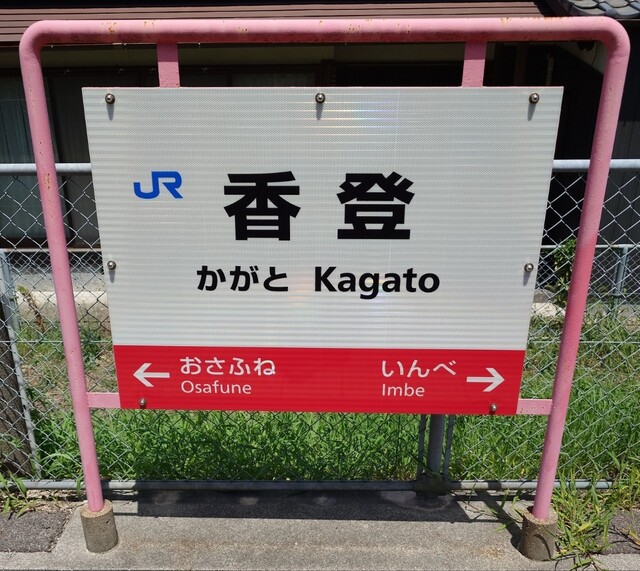 JR 香登
かがと Kagato
← おさふね いんべ →
Osafune Imbe